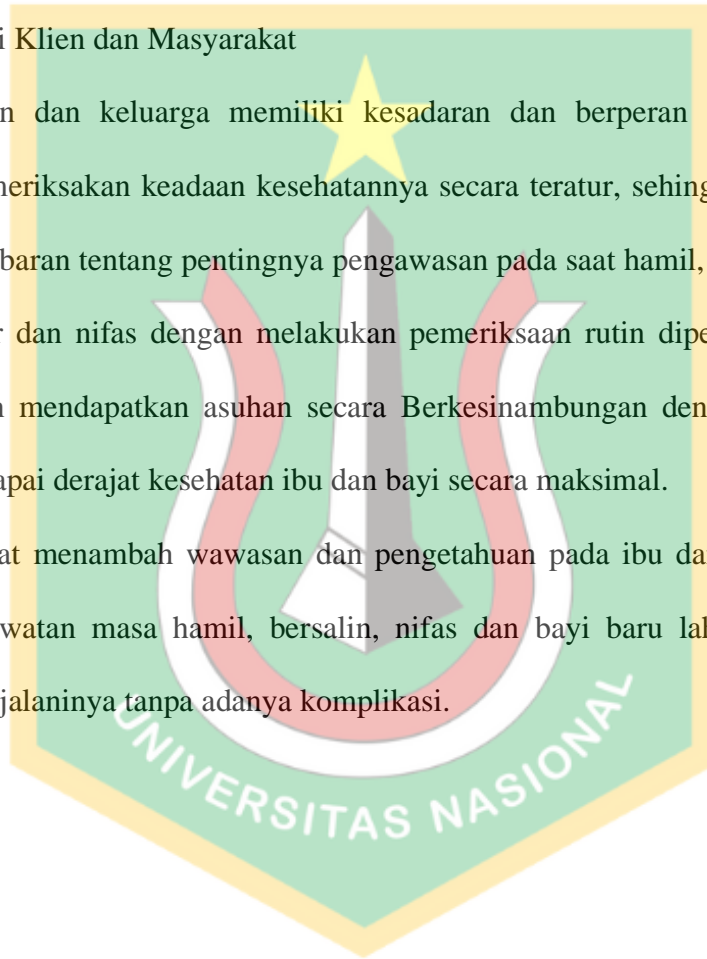 i Klien dan Masyarakat
n dan keluarga memiliki kesadaran dan berperan
neriksakan keadaan kesehatannya secara teratur, sehing
baran tentang pentingnya pengawasan pada saat hamil,
r dan nifas dengan melakukan pemeriksaan rutin dipe
n mendapatkan asuhan secara Berkesinambungan den
apai derajat kesehatan ibu dan bayi secara maksimal.
at menambah wawasan dan pengetahuan pada ibu da
watan masa hamil, bersalin, nifas dan bayi baru lah
jalaninya tanpa adanya komplikasi.
UNIVERSITAS NASIONAL